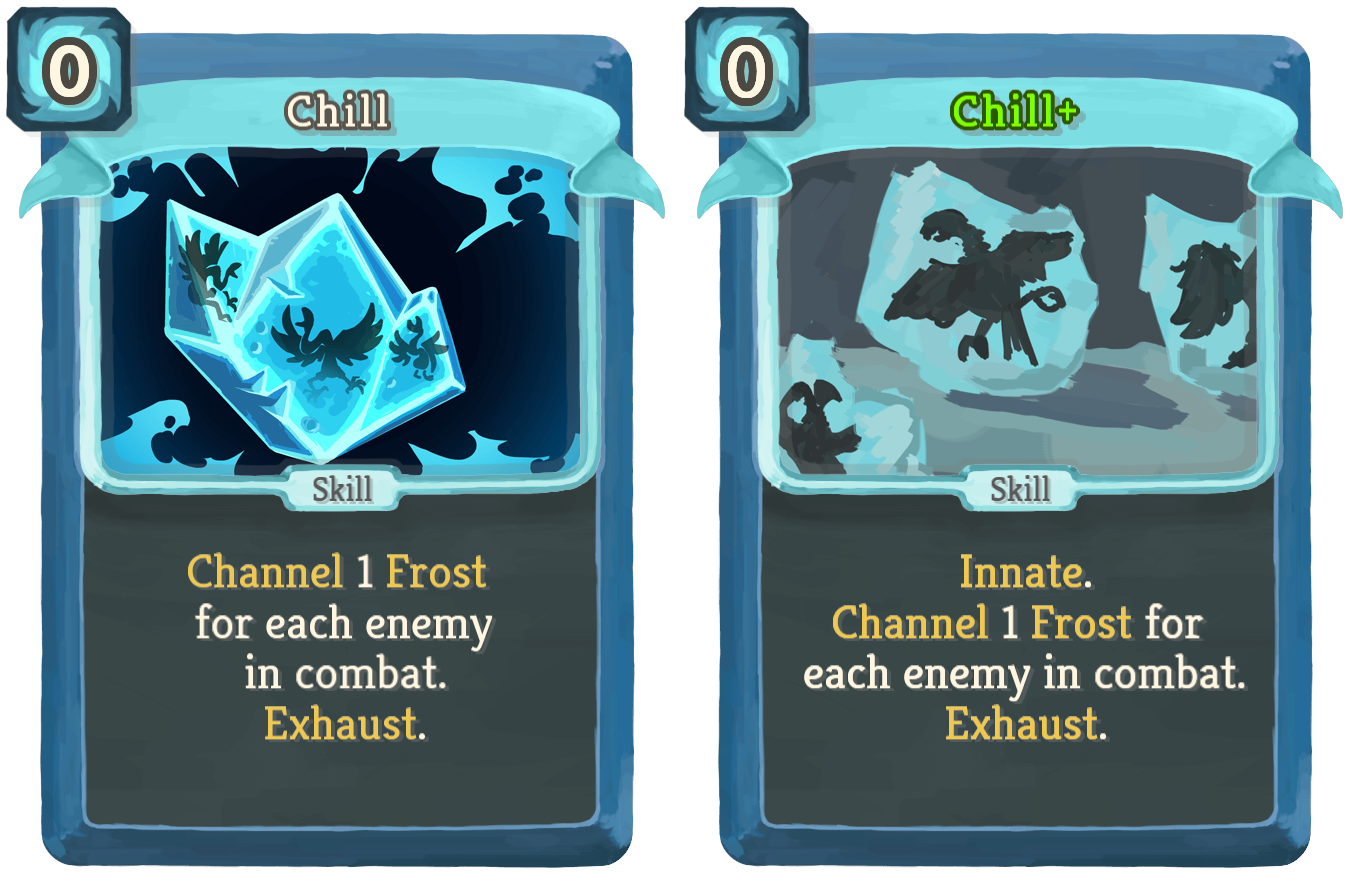 0
Chill
Skill
Channel 1 Frost
for each enemy
in combat.
Exhaust.
0
Chill+
Skill
Innate.
Channel 1 Frost for
each enemy in combat.
Exhaust.